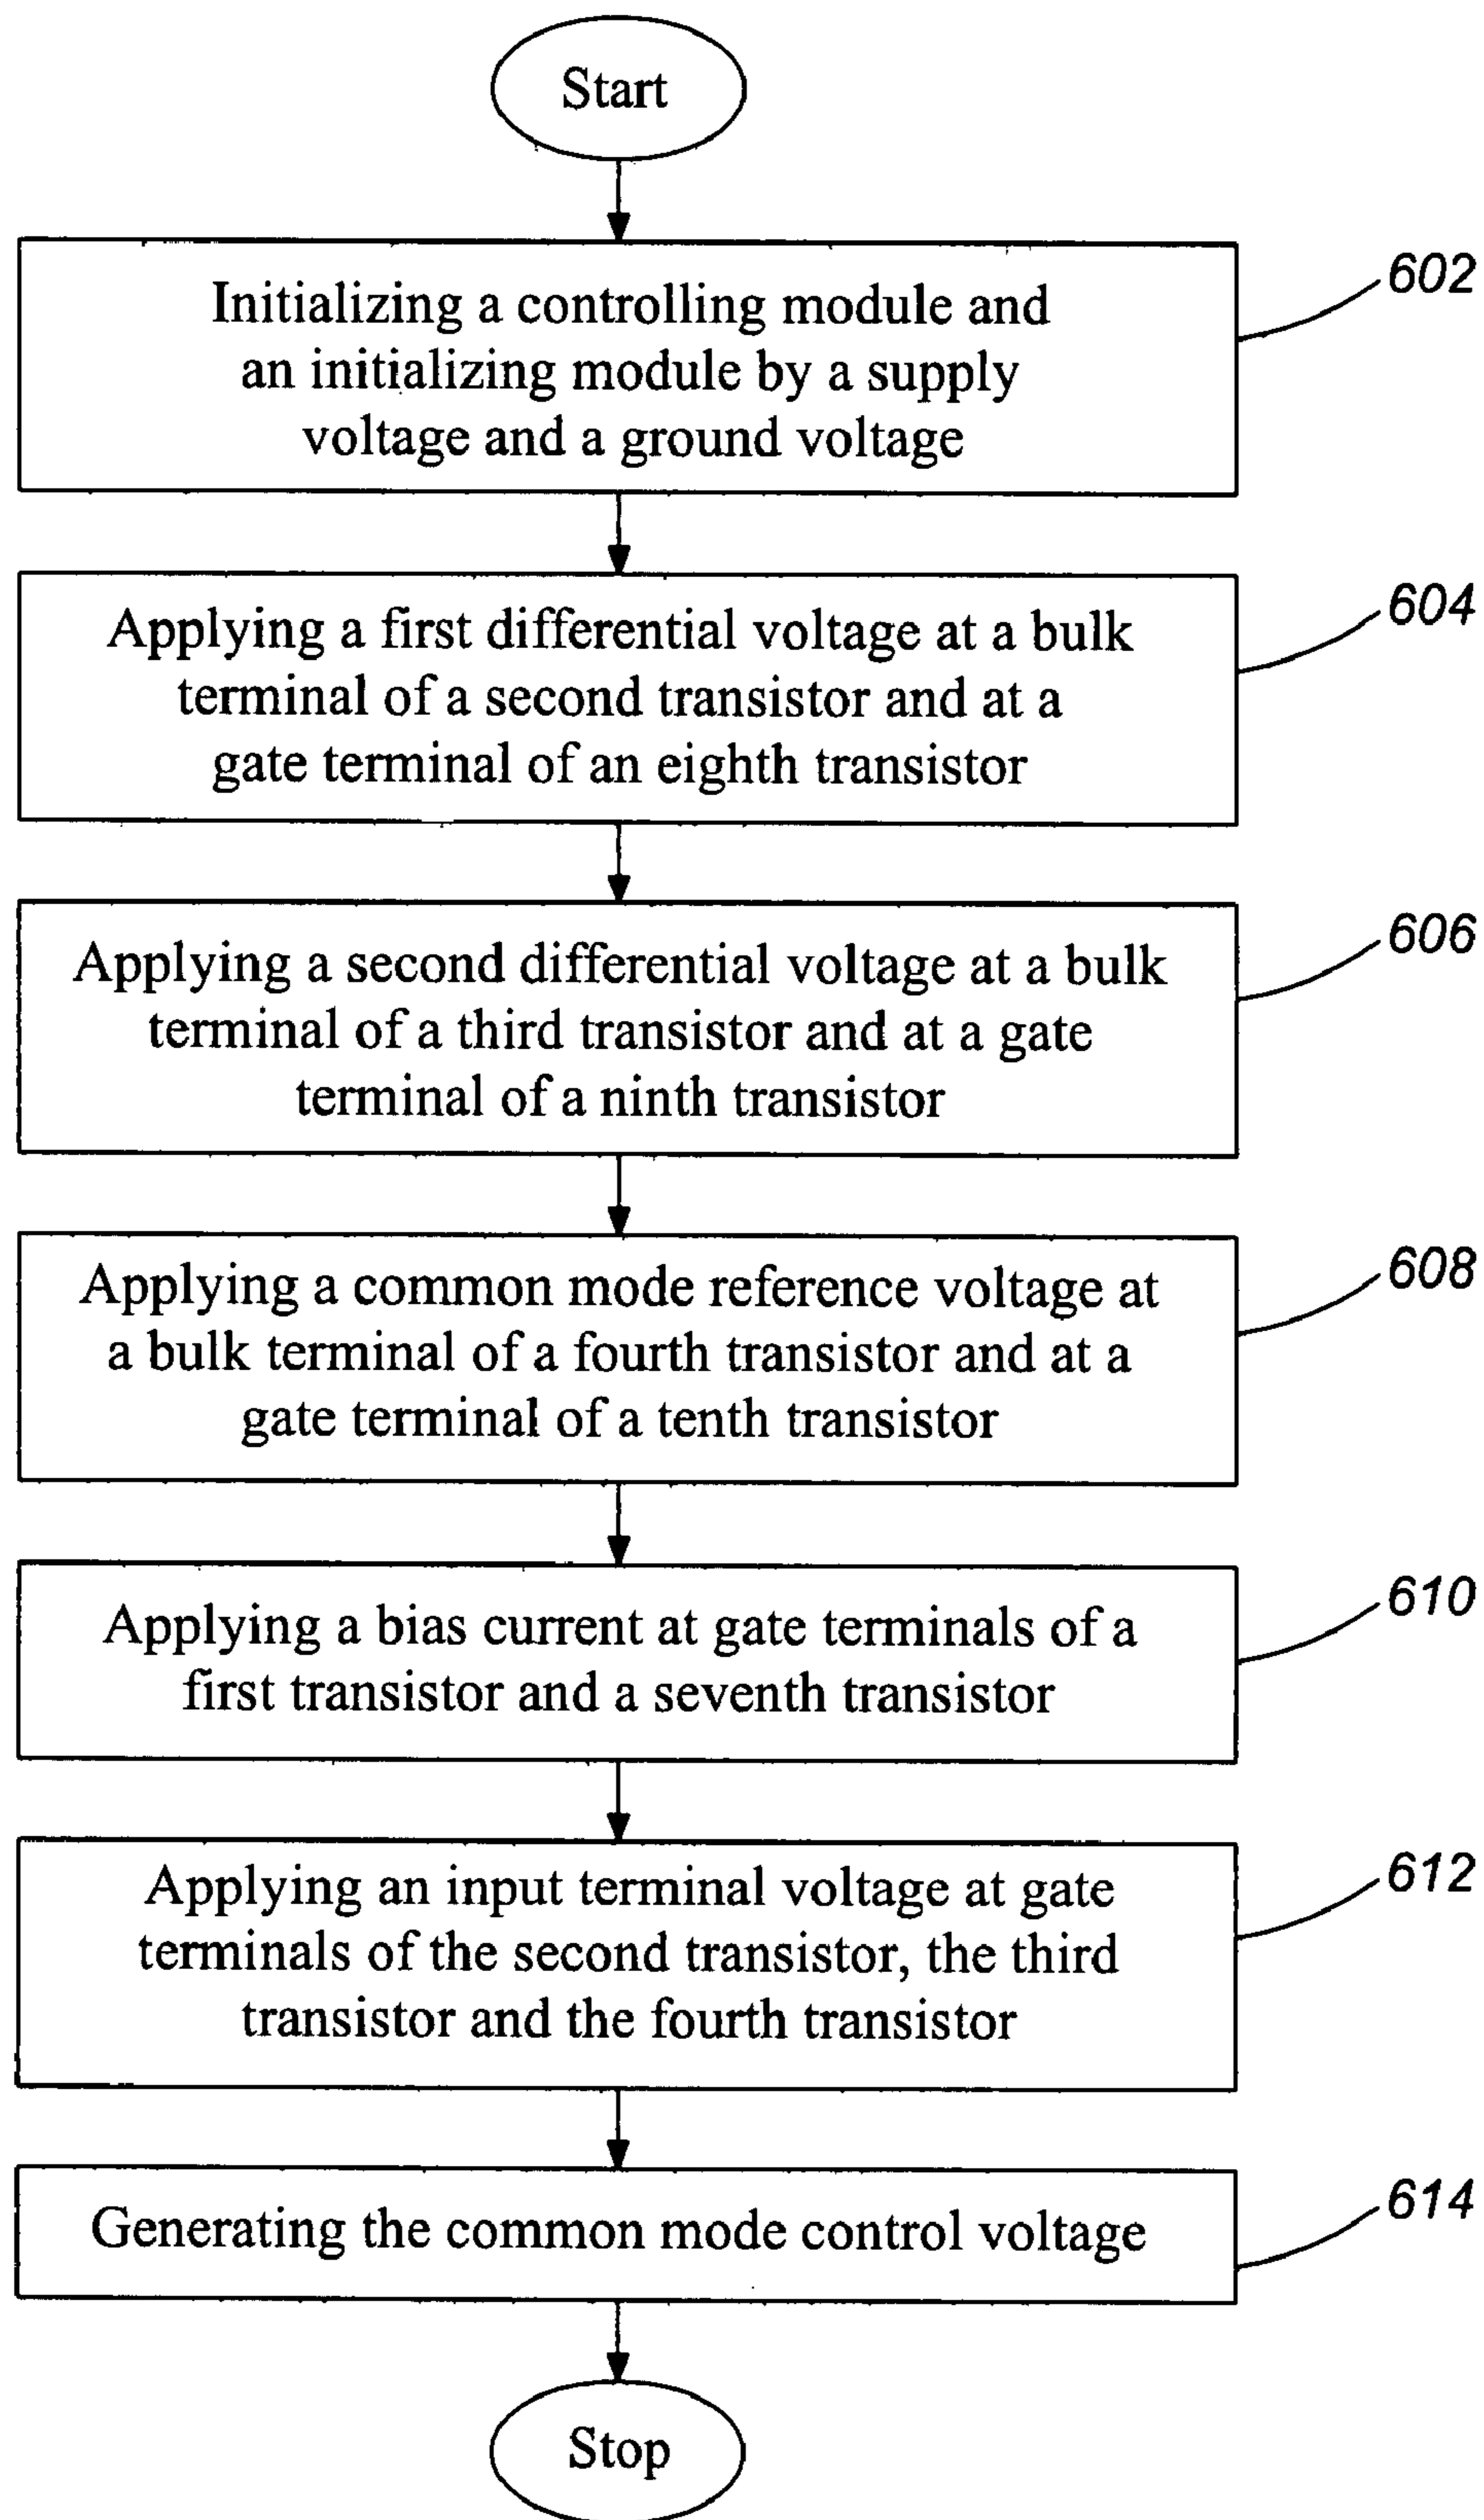 Start
602
Initializing a controlling module and
an initializing module by a supply
voltage and a ground voltage
604
Applying a first differential voltage at a bulk
terminal of a second transistor and at a
gate terminal of an eighth transistor
606
Applying a second differential voltage at a bulk
terminal of a third transistor and at a gate
terminal of a ninth transistor
608
Applying a common mode reference voltage at
a bulk terminal of a fourth transistor and at a
gate terminal of a tenth transistor
610
Applying a bias current at gate terminals of a
first transistor and a seventh transistor
612
Applying an input terminal voltage at gate
terminals of the second transistor, the third
transistor and the fourth transistor
614
Generating the common mode control voltage
Stop